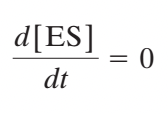 d[ES]
dt
= 0